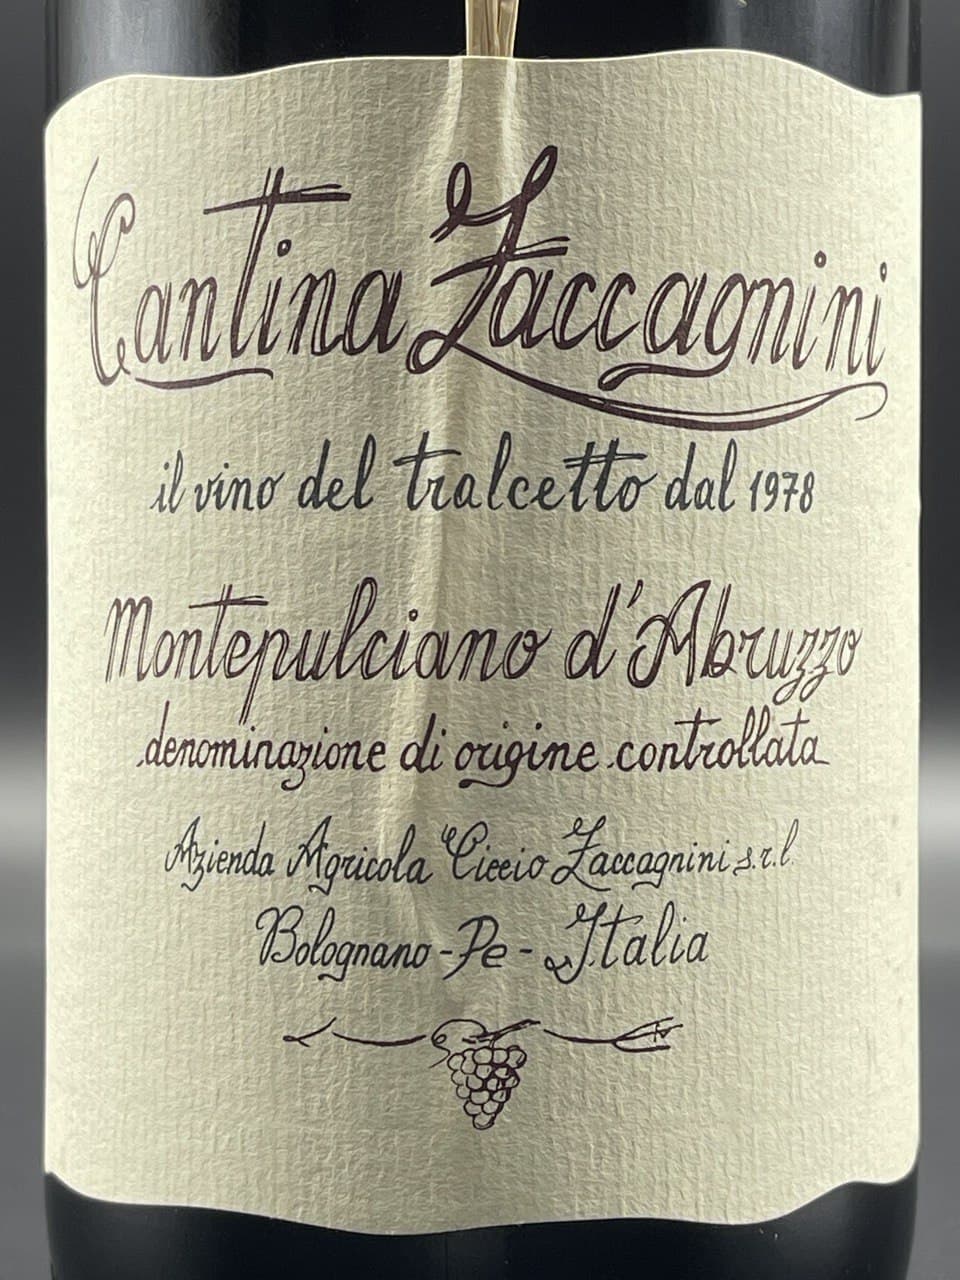 Cantina Zaccagnini
il vino del tralcetto dal 1978
Montepulciano d'Abruzzo
denominazione di origine controllata
Azienda Agricola Ciccio Zaccagnini s.r.l.
Bolognano - Pe - Italia